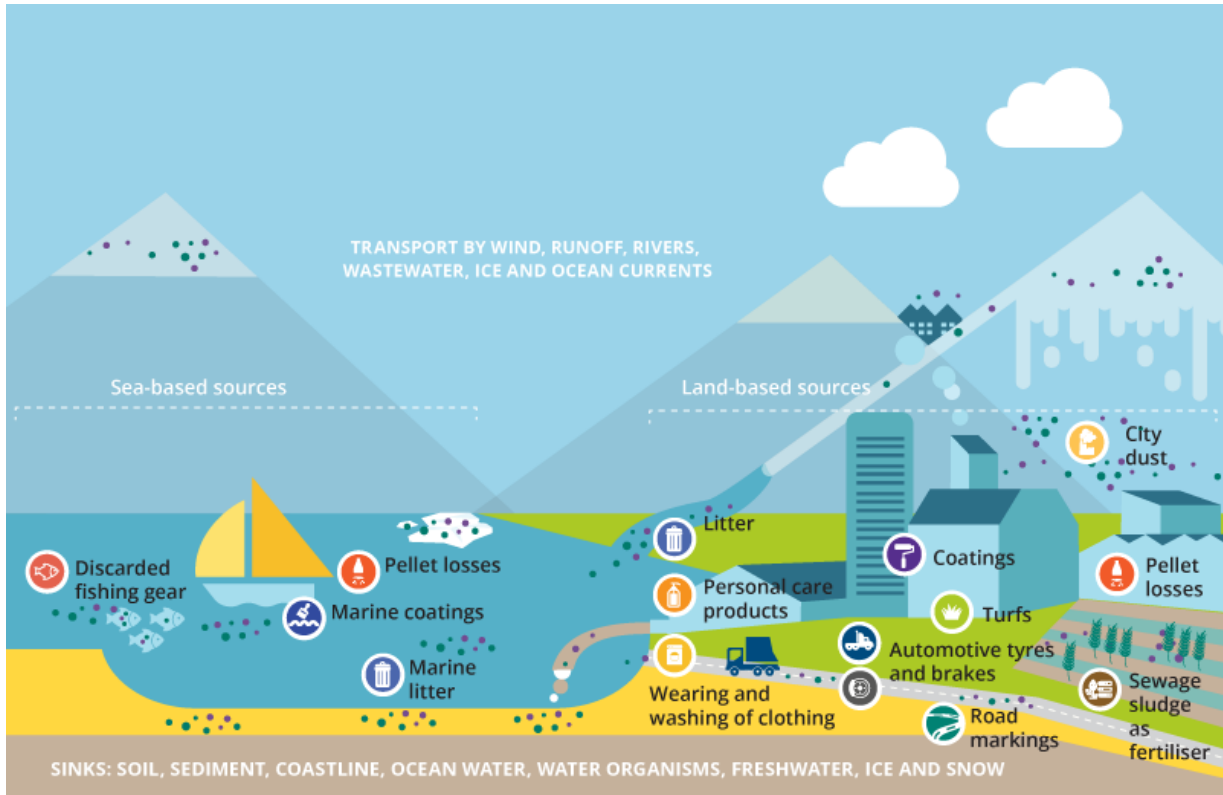 TRANSPORT BY WIND, RUNOFF, RIVERS,
WASTEWATER, ICE AND OCEAN CURRENTS
Sea-based sources
Land-based sources
City
dust
Litter
Discarded
fishing gear
Pellet losses
Marine coatings
Marine
litter
Personal care
products
Coatings
Pellet
losses
Turfs
Wearing and
washing of clothing
Automotive tyres
and brakes
Road
markings
Sewage
sludge
as
fertiliser
SINKS: SOIL, SEDIMENT, COASTLINE, OCEAN WATER, WATER ORGANISMS, FRESHWATER, ICE AND SNOW